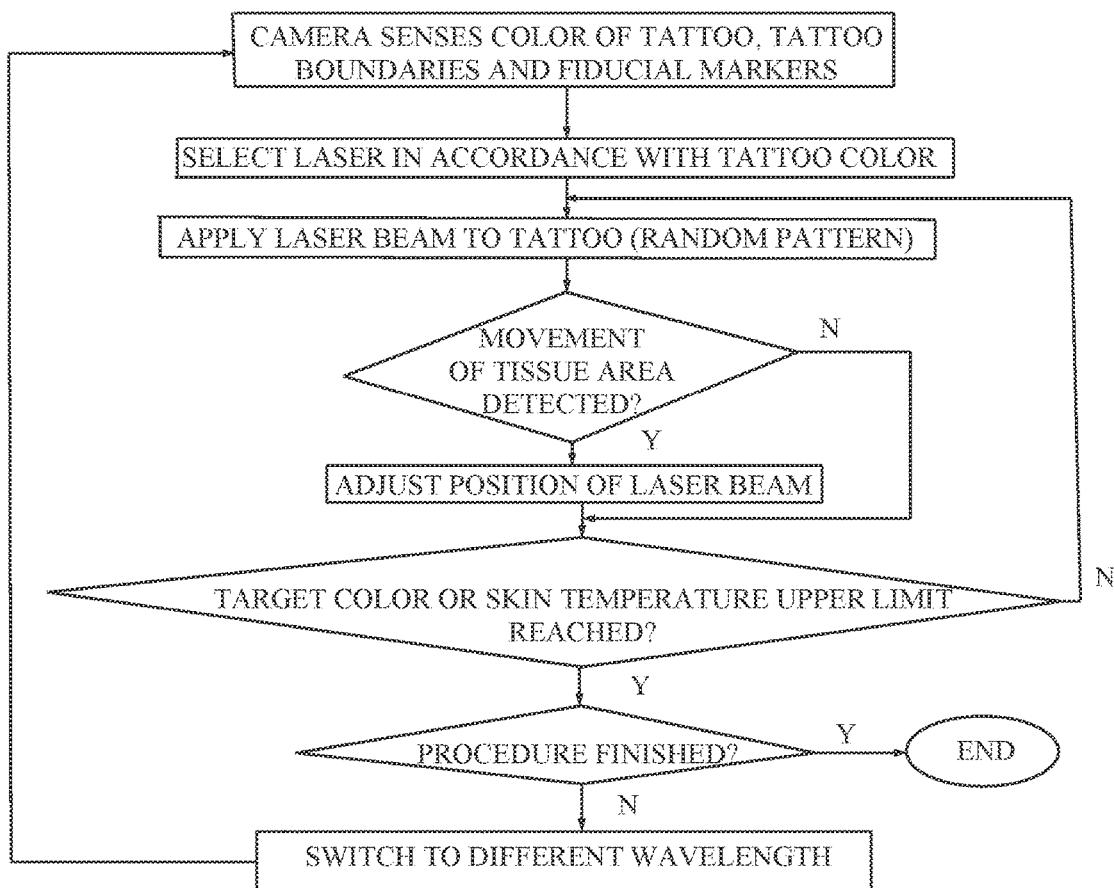 CAMERA SENSES COLOR OF TATTOO, TATTOO
BOUNDARIES AND FIDUCIAL MARKERS
SELECT LASER IN ACCORDANCE WITH TATTOO COLOR
APPLY LASER BEAM TO TATTOO (RANDOM PATTERN)
N
MOVEMENT
OF TISSUE AREA
DETECTED?
Y
ADJUST POSITION OF LASER BEAM
N
TARGET COLOR OR SKIN TEMPERATURE UPPER LIMIT
REACHED?
Y
PROCEDURE FINISHED?
Y
END
N
SWITCH TO DIFFERENT WAVELENGTH